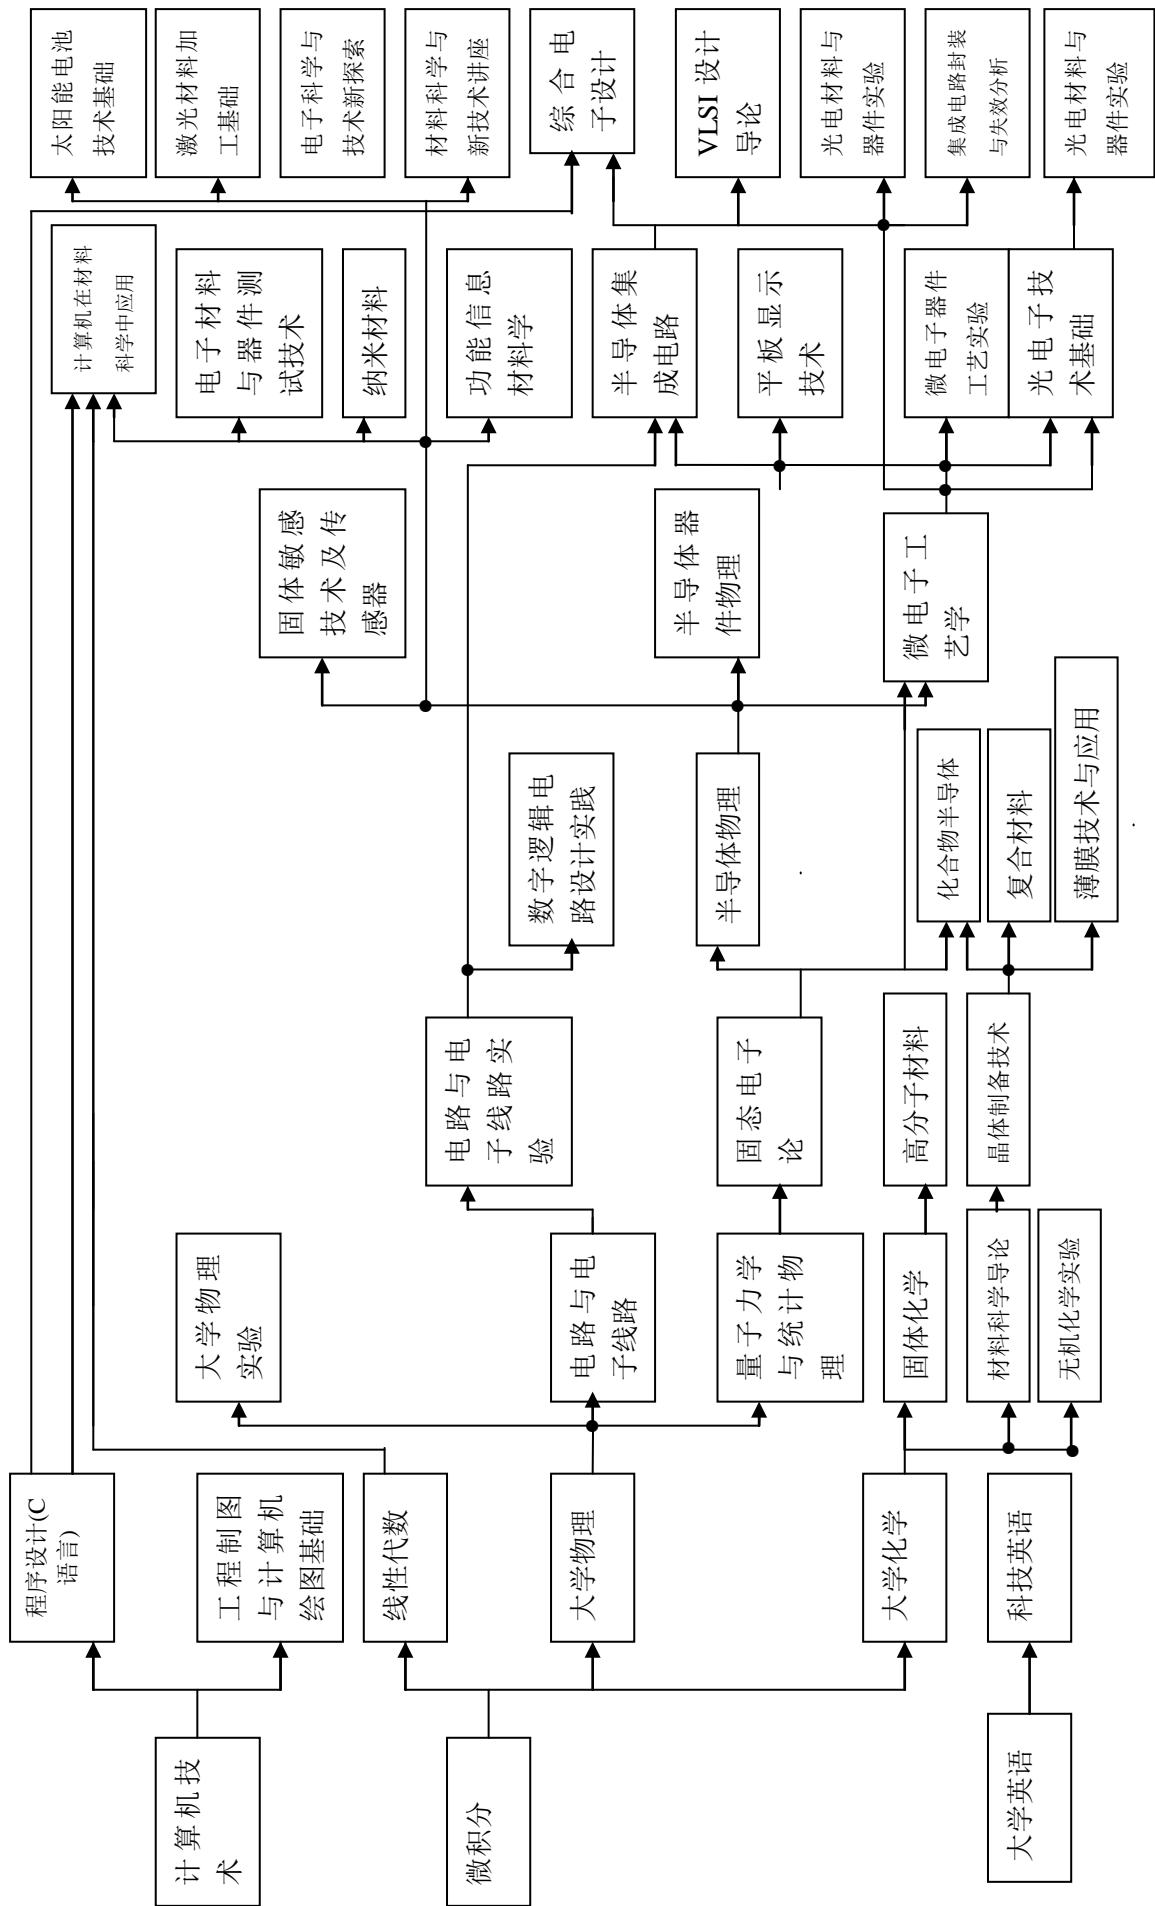 计算机技
术
微积分
大学英语
程序设计(C
语言)
工程制图
与计算机
绘图基础
线性代数
大学物理
大学化学
科技英语
大学物理
实验
电路与电
子线路
量子力学
与统计物
理
固体化学
材料科学导论
无机化学实验
电路与电
子线路实
验
固态电子
论
高分子材料
晶体制备技术
数字逻辑电
路设计实践
半导体物理
化合物半导体
复合材料
薄膜技术与应用
固体敏感
技术及传
感器
半导体器
件物理
微电子工
艺学
计算机在材料
科学中应用
电子材料
与器件测
试技术
纳米材料
功能信息
材料学
半导体集
成电路
平板显示
技术
微电子器件
工艺实验
光电子技
术基础
太阳能电池
技术基础
激光材料加
工基础
电子科学与
技术新探索
材料科学与
新技术讲座
综合电
子设计
VLSI 设计
导论
光电材料与
器件实验
集成电路封装
与失效分析
光电材料与
器件实验